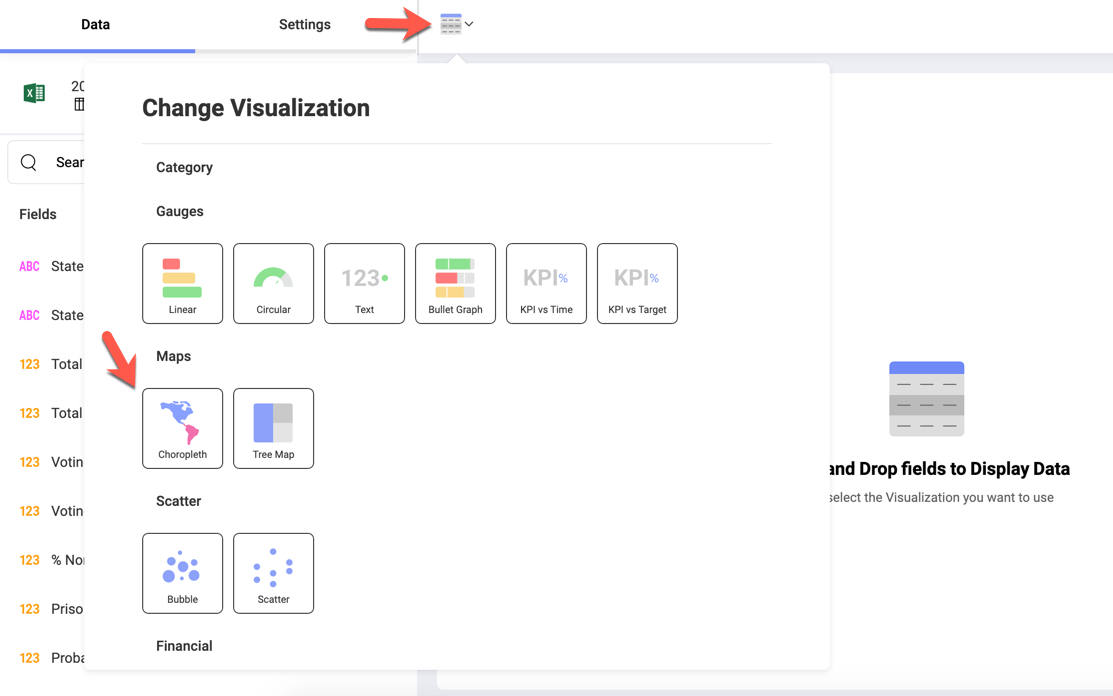 Data
Settings
20
Change Visualization
Category
Gauges
Linear
Circular
123
Text
Bullet Graph
KPI%
KPI vs Time
KPI%
KPI vs Target
Maps
Choropleth
Tree Map
Scatter
Bubble
Scatter
Financial
Sear
Fields
ABC State
ABC State
123 Total
123 Total
123 Votin
123 Votin
123 % Nor
123 Priso
123 Proba
and Drop fields to Display Data
select the Visualization you want to use